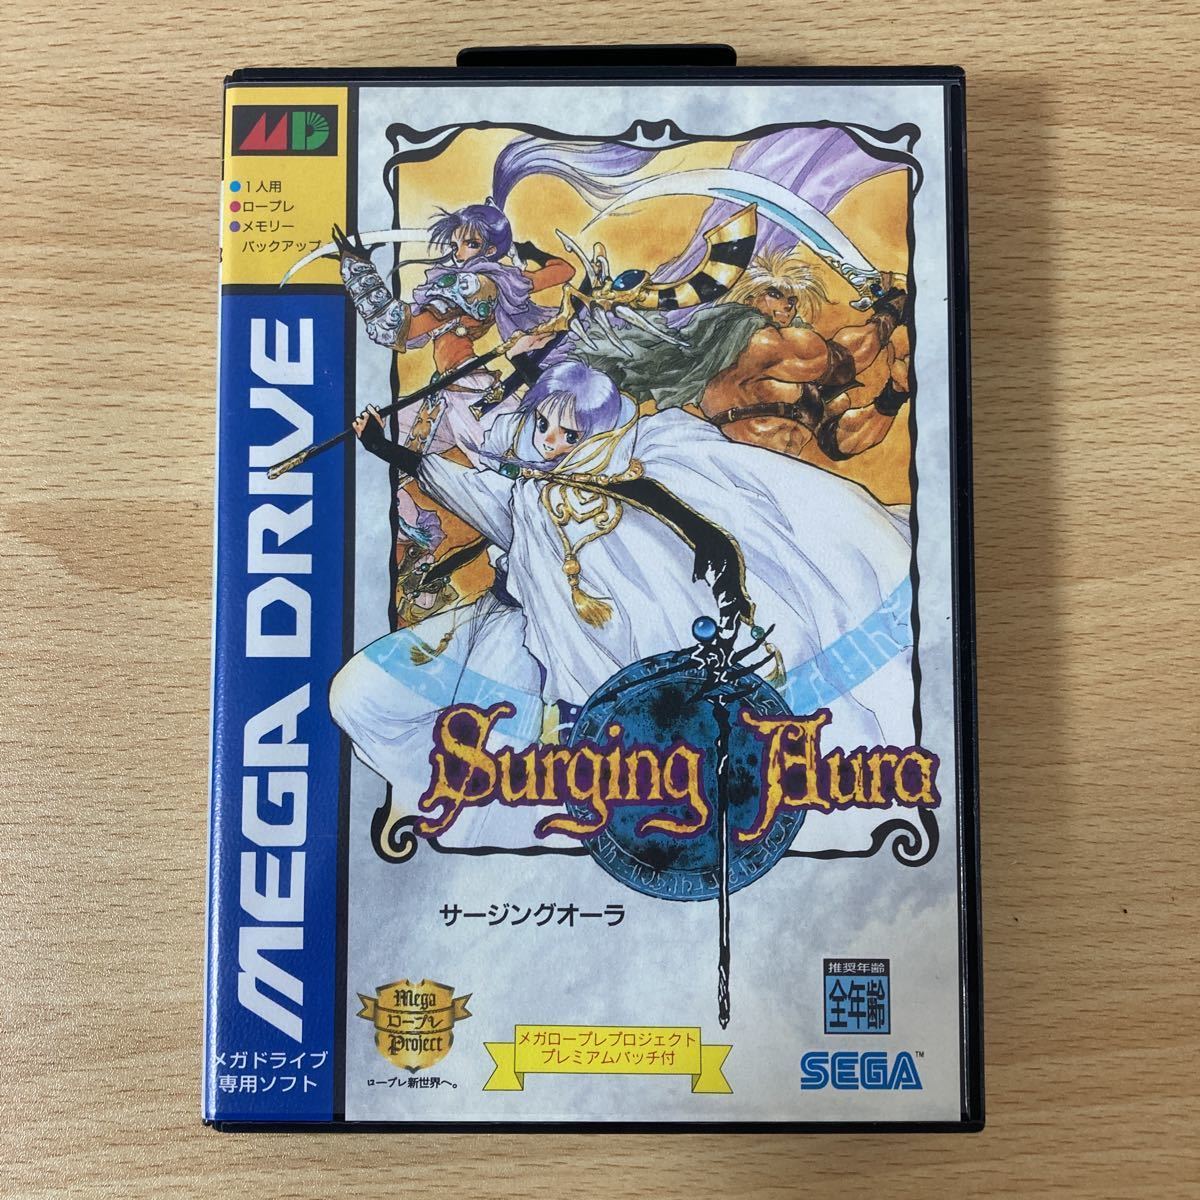 MD
●1人用
●ロープレ
●メモリー
バックアップ
MEGA DRIVE
メガドライブ
専用ソフト
Surging Aura
サージングオーラ
Mega
ロープレ
Project
ロープレ新世界へ。
メガロープレプロジェクト
プレミアムバッチ付
推奨年齢
全年齢
SEGA™